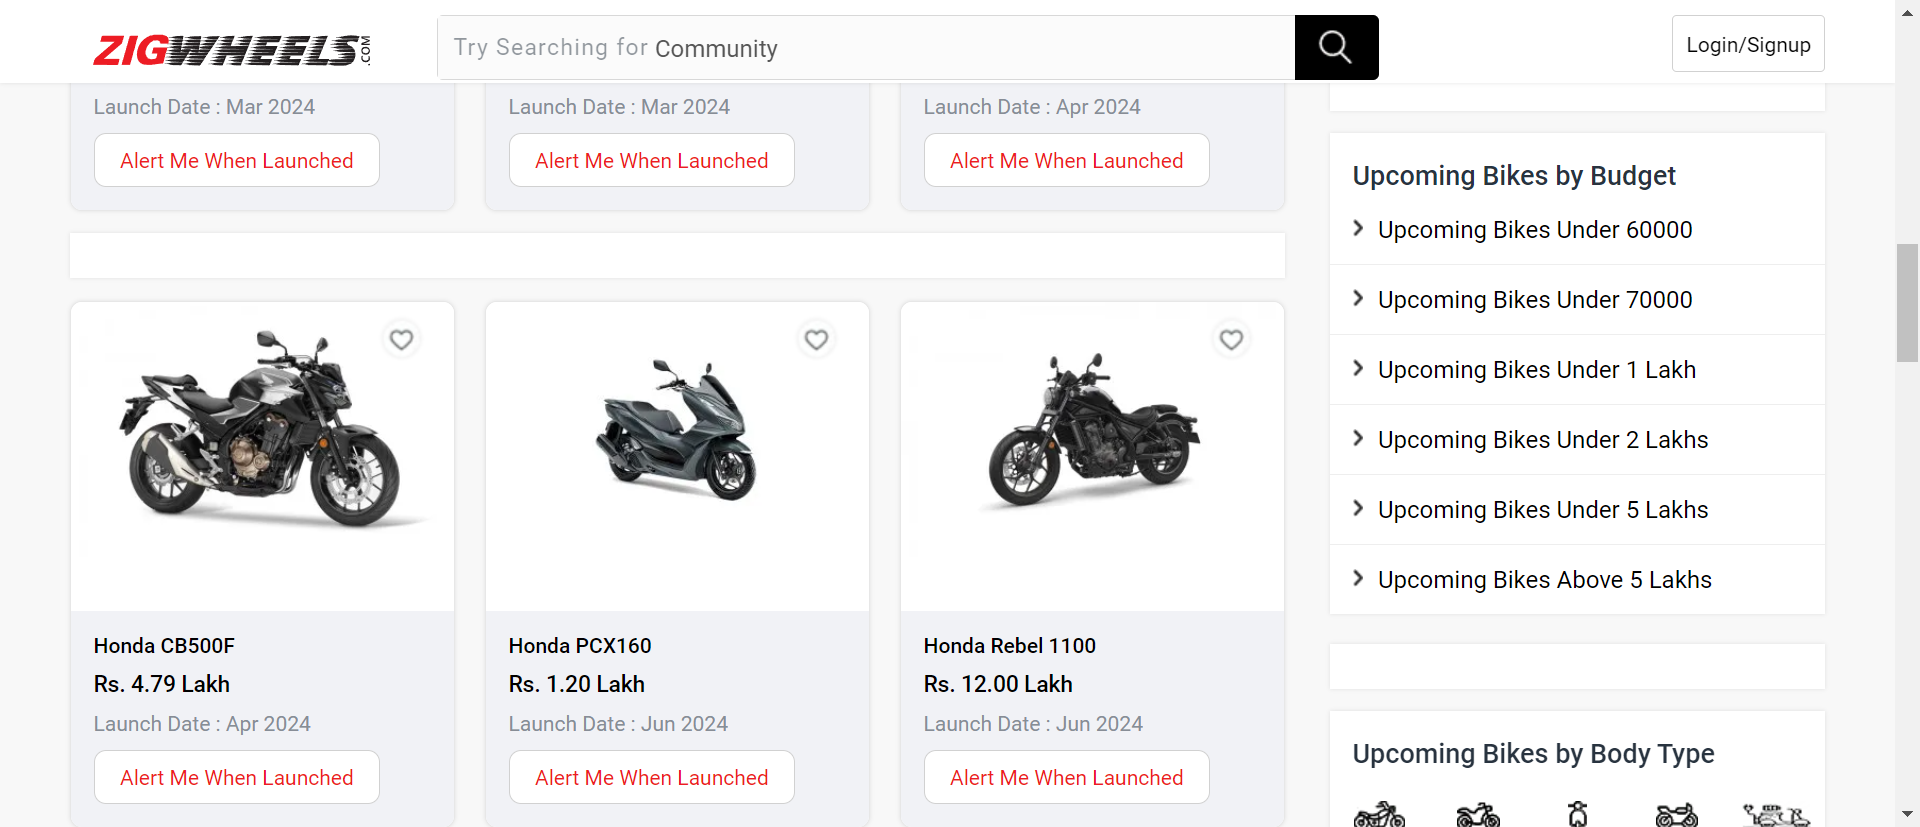 ZIGWHEELS.COM
Try Searching for Community
Login/Signup
Launch Date : Mar 2024
Launch Date : Mar 2024
Launch Date : Apr 2024
Alert Me When Launched
Alert Me When Launched
Alert Me When Launched
Honda CB500F
Honda PCX160
Honda Rebel 1100
Rs. 4.79 Lakh
Rs. 1.20 Lakh
Rs. 12.00 Lakh
Launch Date : Apr 2024
Launch Date : Jun 2024
Launch Date : Jun 2024
Alert Me When Launched
Alert Me When Launched
Alert Me When Launched
Upcoming Bikes by Budget
Upcoming Bikes Under 60000
Upcoming Bikes Under 70000
Upcoming Bikes Under 1 Lakh
Upcoming Bikes Under 2 Lakhs
Upcoming Bikes Under 5 Lakhs
Upcoming Bikes Above 5 Lakhs
Upcoming Bikes by Body Type